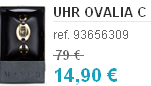 UHR OVALIA C
ref. 93656309
79 €
14,90 €